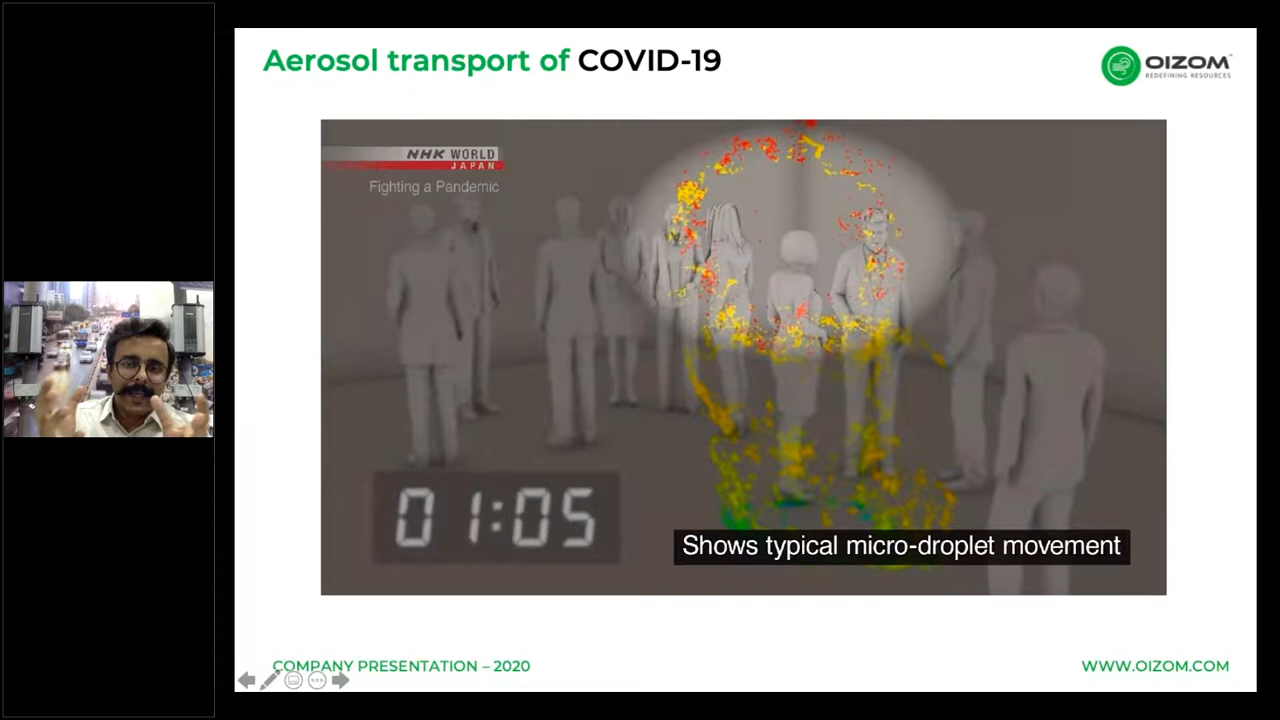 Aerosol transport of COVID-19
OIZOM
REDEFINING RESOURCES
NHK WORLD
JAPAN
Fighting a Pandemic
01:05
Shows typical micro-droplet movement
COMPANY PRESENTATION – 2020
WWW.OIZOM.COM